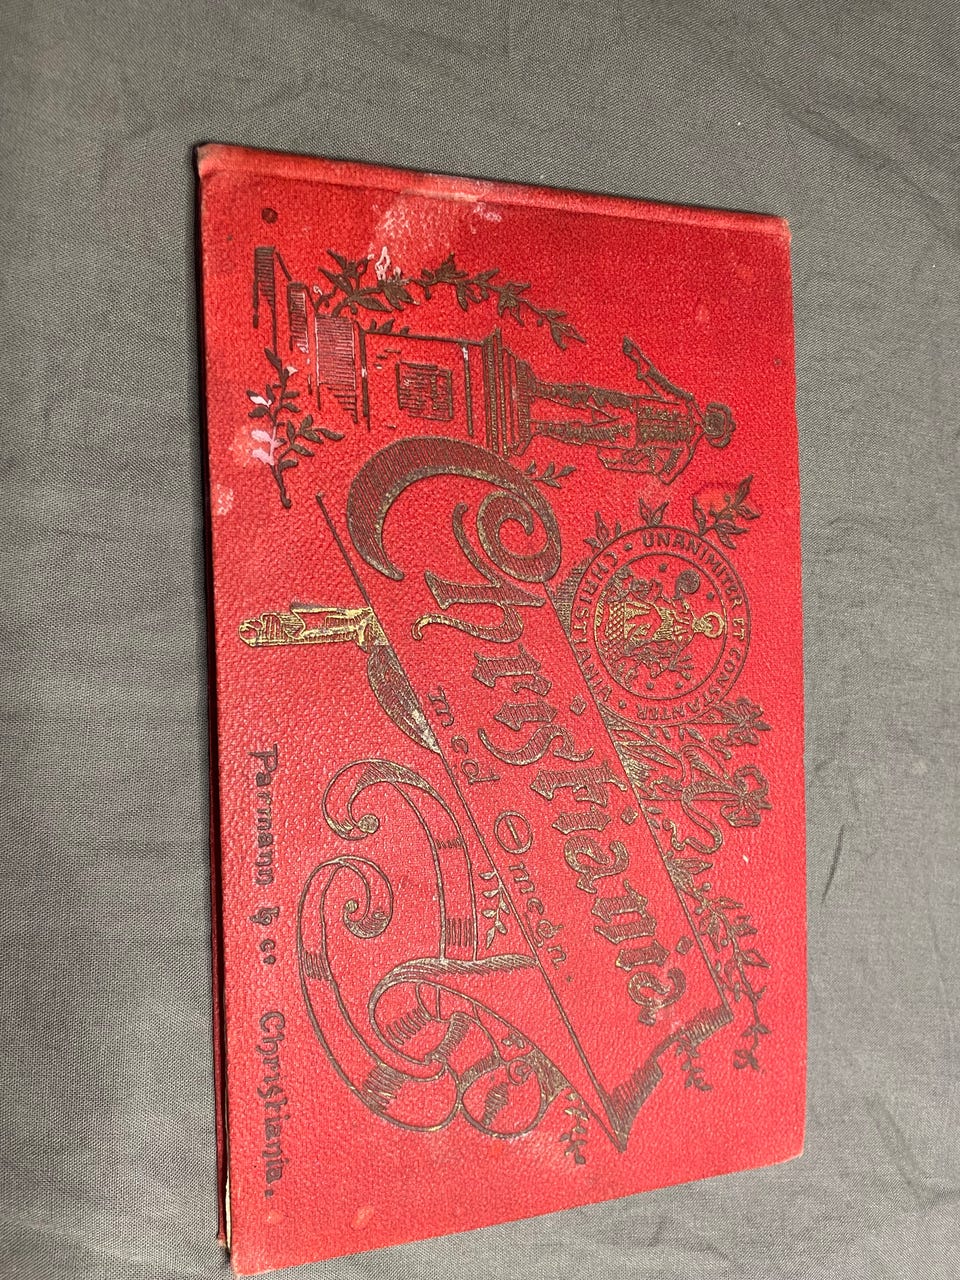 UNANIMITER ET CONSTANTER • CHRISTIANIA •
Christiania
med Omegn.
Parmann & Co: Christiania.